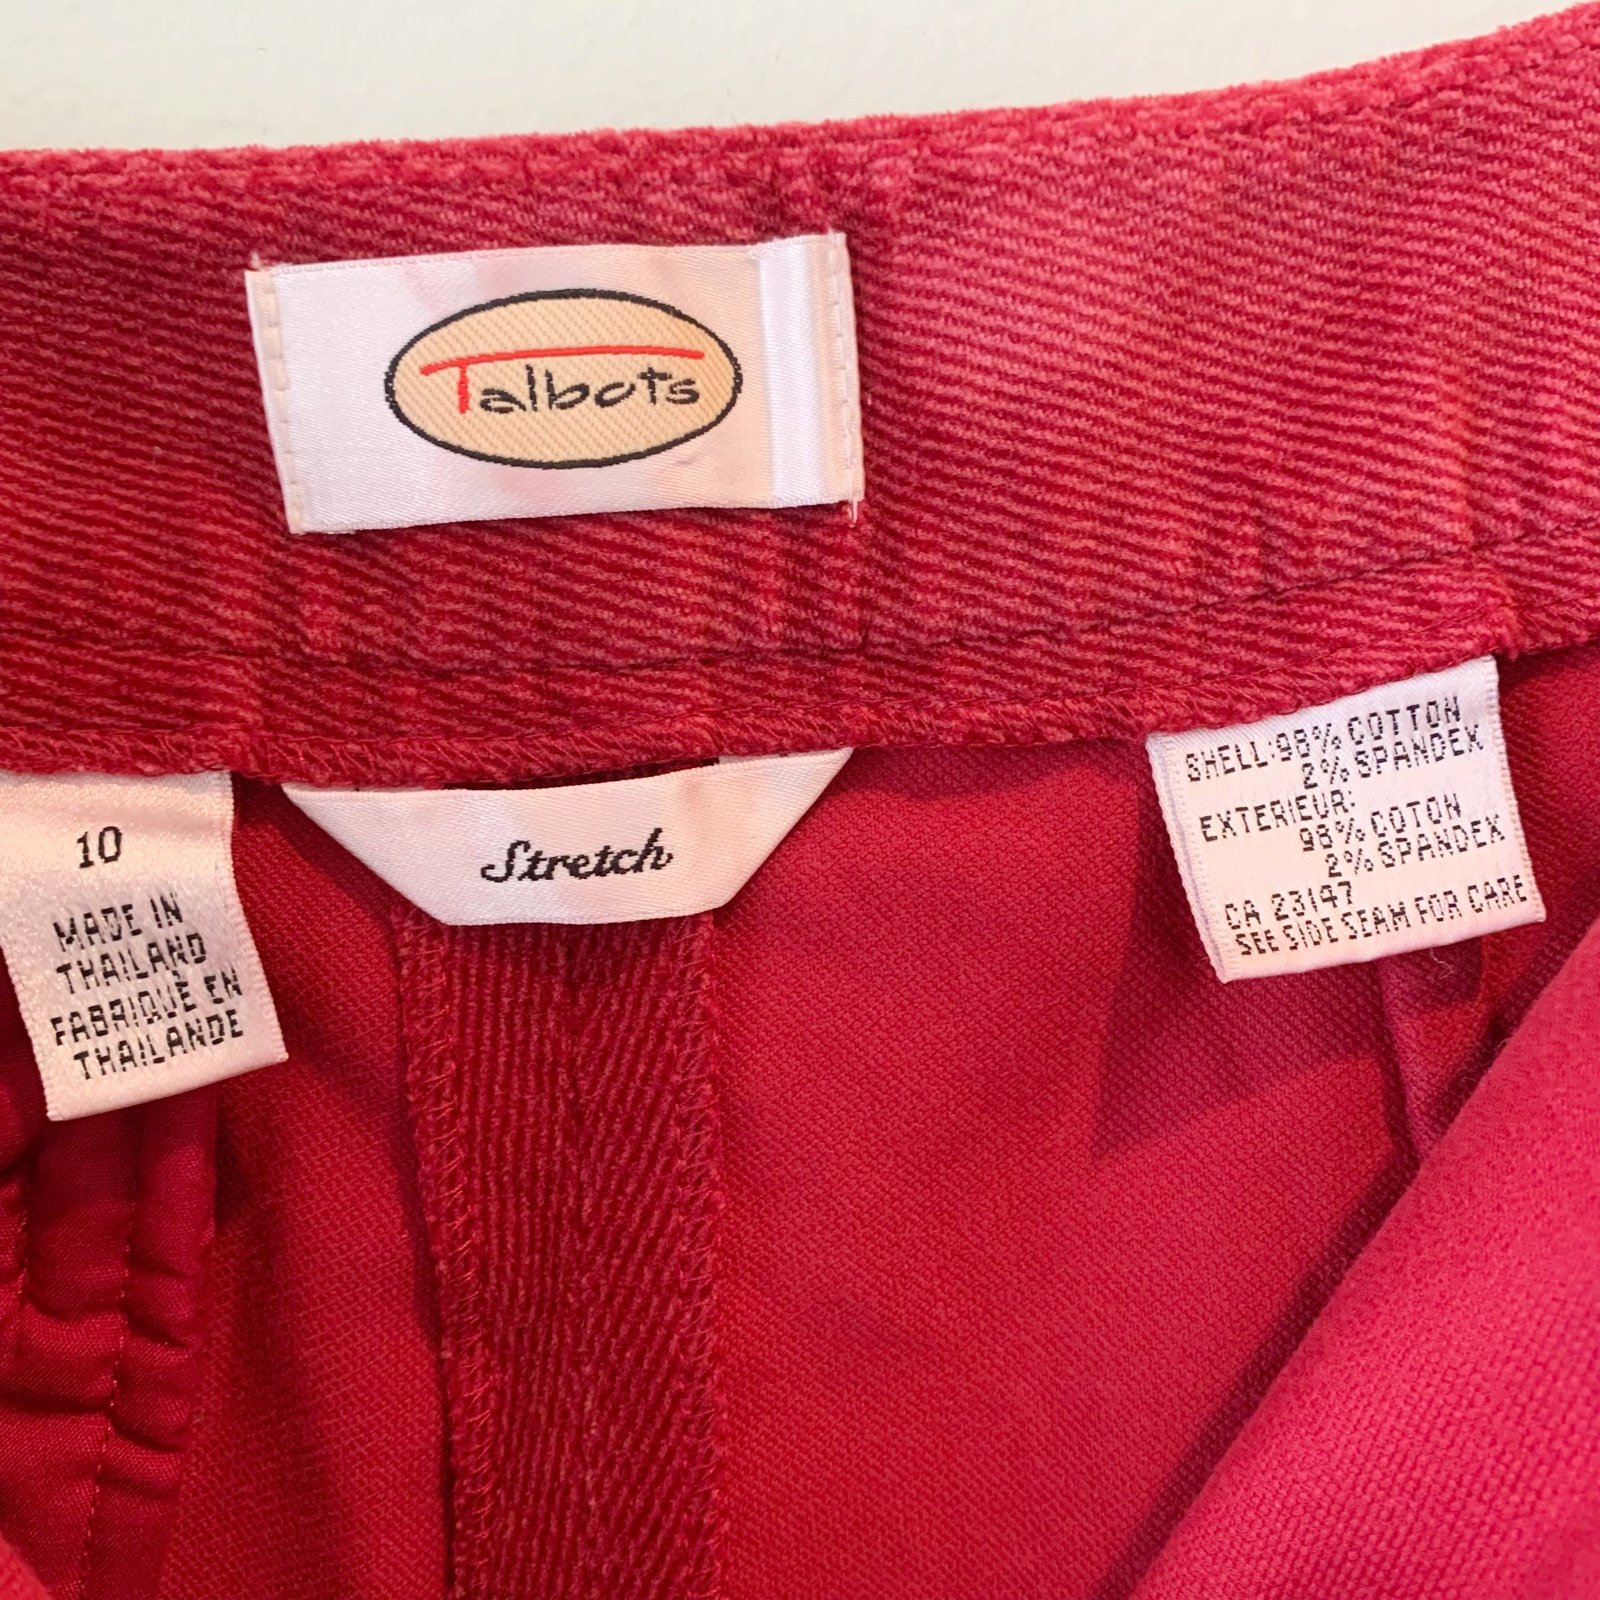 Talbots
10
MADE IN
THAILAND
FABRIQUÉ EN
THAILANDE
Stretch
SHELL:98% COTTON
2% SPANDEX
EXTERIEUR:
98% COTON
2% SPANDEX
CA 23147
SEE SIDE SEAM FOR CARE